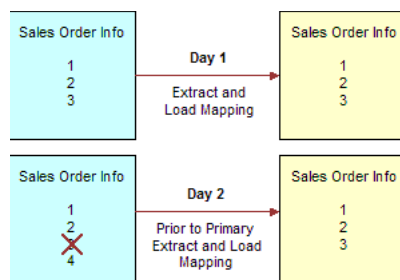 Sales Order Info
1
2
3
Day 1
Extract and
Load Mapping
Sales Order Info
1
2
3
Sales Order Info
1
2
3
4
Day 2
Prior to Primary
Extract and Load
Mapping
Sales Order Info
1
2
3